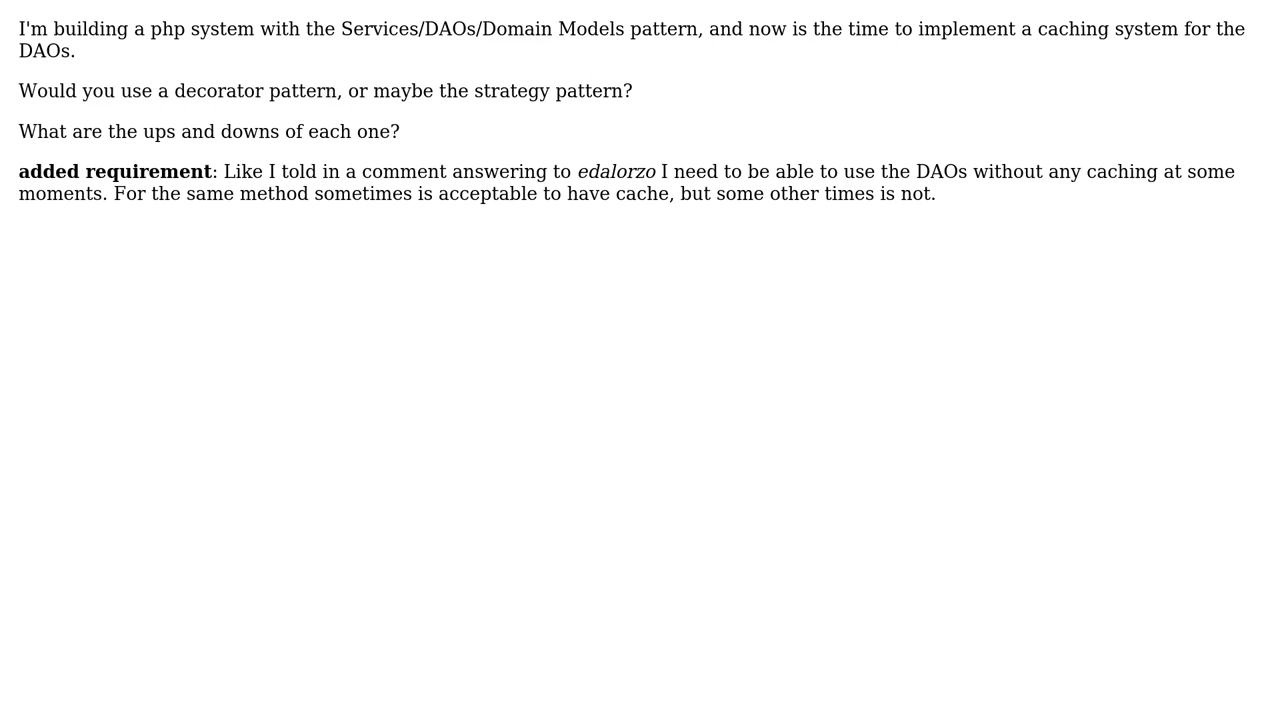 I'm building a php system with the Services/DAOs/Domain Models pattern, and now is the time to implement a caching system for the
DAOs.
Would you use a decorator pattern, or maybe the strategy pattern?
What are the ups and downs of each one?
added requirement: Like I told in a comment answering to edalorzo I need to be able to use the DAOs without any caching at some
moments. For the same method sometimes is acceptable to have cache, but some other times is not.